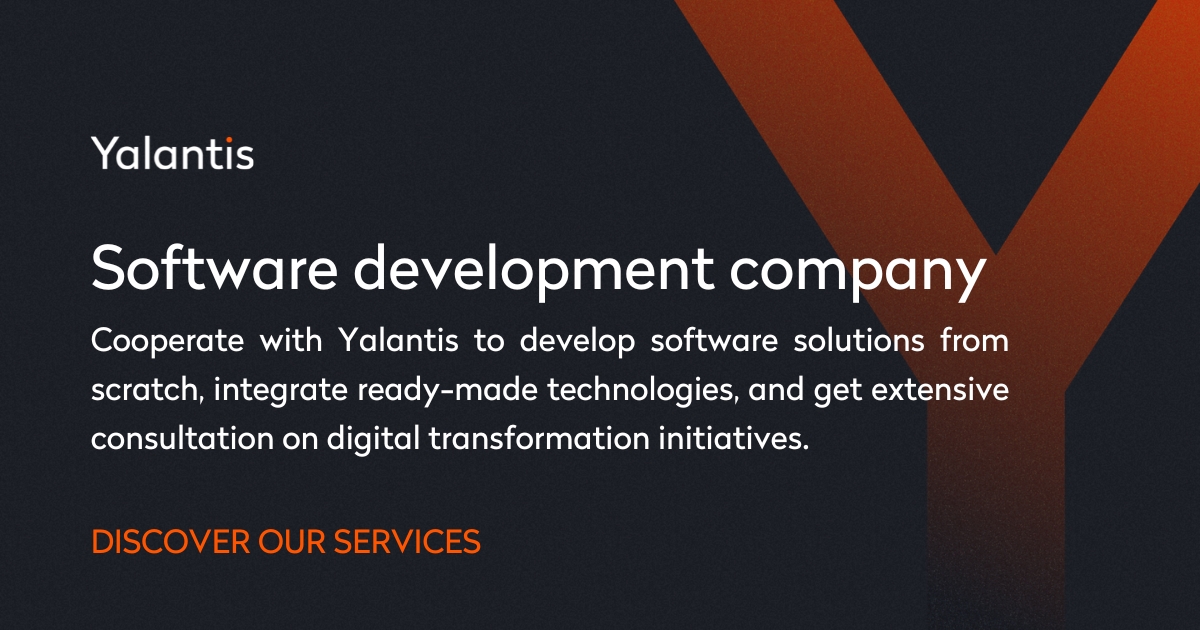 Yalantis
Software development company
Cooperate with Yalantis to develop software solutions from
scratch, integrate ready-made technologies, and get extensive
consultation on digital transformation initiatives.
DISCOVER OUR SERVICES